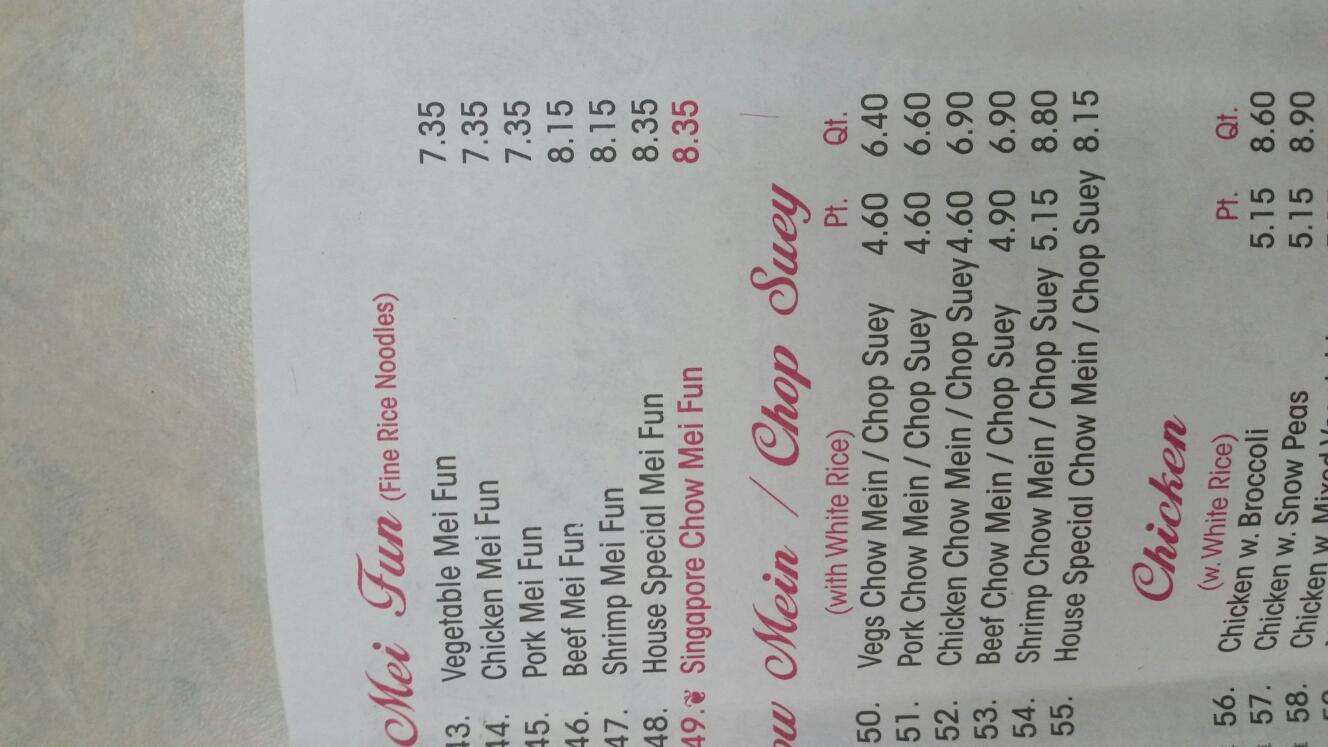 Mei Fun (Fine Rice Noodles)
43. Vegetable Mei Fun 7.35
44. Chicken Mei Fun 7.35
45. Pork Mei Fun 7.35
46. Beef Mei Fun 8.15
47. Shrimp Mei Fun 8.15
48. House Special Mei Fun 8.35
49. Singapore Chow Mei Fun 8.35
ow Mein / Chop Suey
(with White Rice) Pt. Qt.
50. Vegs Chow Mein / Chop Suey 4.60 6.40
51. Pork Chow Mein / Chop Suey 4.60 6.60
52. Chicken Chow Mein / Chop Suey 4.60 6.90
53. Beef Chow Mein / Chop Suey 4.90 6.90
54. Shrimp Chow Mein / Chop Suey 5.15 8.80
55. House Special Chow Mein / Chop Suey 8.15
Chicken
(w. White Rice) Pt. Qt.
56. Chicken w. Broccoli 5.15 8.60
57. Chicken w. Snow Peas 5.15 8.90
58. Chicken w. Mixed